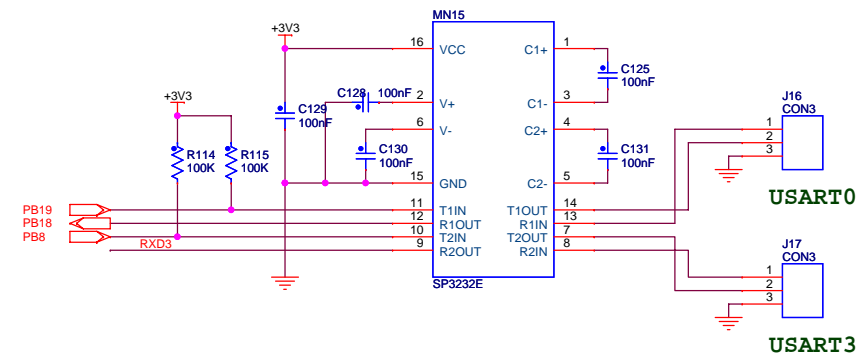 MN15
+3V3
16 VCC C1+ 1
C125
100nF
C128 100nF
2 V+ C1- 3
+3V3
C129
100nF
6 V- C2+ 4
J16
CON3
1
2
3
R114
100K
R115
100K
C130
100nF
C131
100nF
15 GND C2- 5
USART0
PB19 11 T1IN T1OUT 14
PB18 12 R1OUT R1IN 13
PB8 10 T2IN T2OUT 7
RXD3 9 R2OUT R2IN 8
J17
CON3
1
2
3
SP3232E
USART3